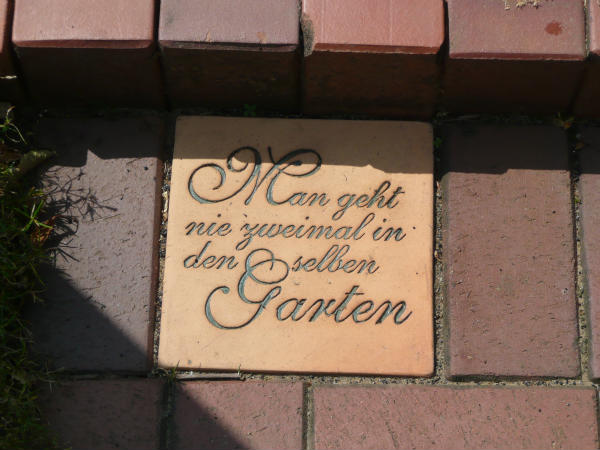 Man geht
nie zweimal in
den selben
Garten